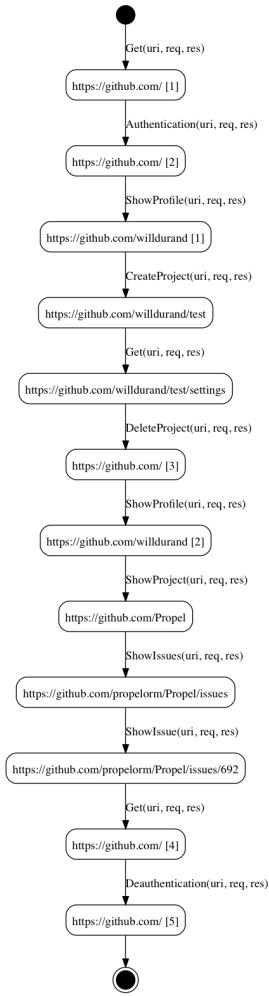 Get(uri, req, res)
https://github.com/ [1]
Authentication(uri, req, res)
https://github.com/ [2]
ShowProfile(uri, req, res)
https://github.com/willdurand [1]
CreateProject(uri, req, res)
https://github.com/willdurand/test
Get(uri, req, res)
https://github.com/willdurand/test/settings
DeleteProject(uri, req, res)
https://github.com/ [3]
ShowProfile(uri, req, res)
https://github.com/willdurand [2]
ShowProject(uri, req, res)
https://github.com/Propel
ShowIssues(uri, req, res)
https://github.com/propelorm/Propel/issues
ShowIssue(uri, req, res)
https://github.com/propelorm/Propel/issues/692
Get(uri, req, res)
https://github.com/ [4]
Deauthentication(uri, req, res)
https://github.com/ [5]